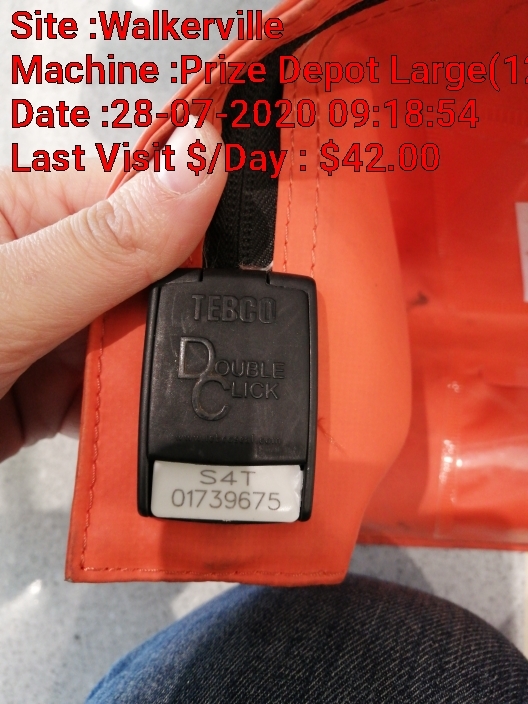 Site :Walkerville
Machine :Prize Depot Large(1
Date :28-07-2020 09:18:54
Last Visit $/Day : $42.00
TEBCO
DOUBLE
CLICK
S4T
01739675